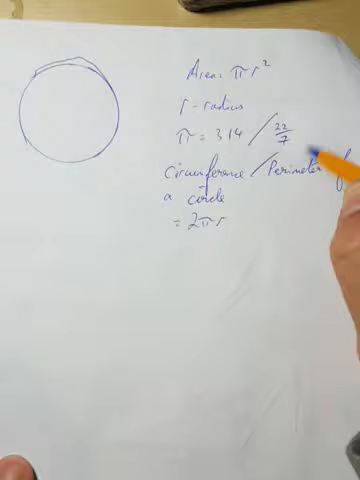 Area: πr²
r - radius
π = 3.14 / 22/7
Circumference / Perimeter of
a circle
= 2πr